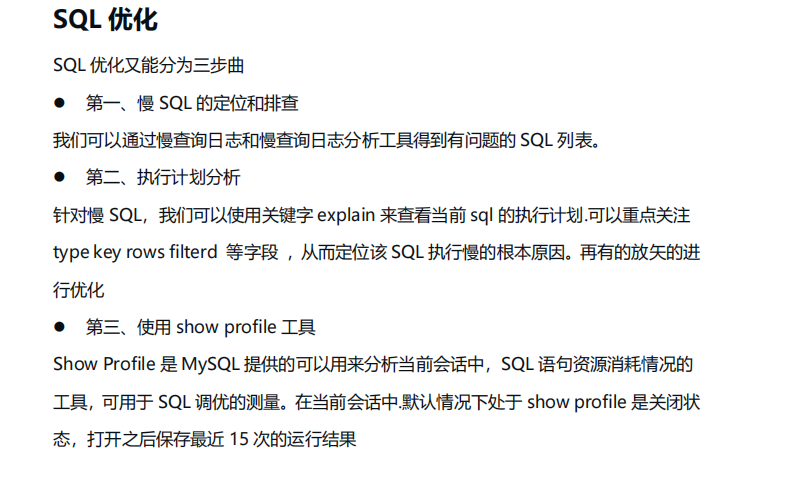 SQL 优化
SQL 优化又能分为三步曲
● 第一、慢 SQL 的定位和排查
我们可以通过慢查询日志和慢查询日志分析工具得到有问题的 SQL 列表。
● 第二、执行计划分析
针对慢 SQL，我们可以使用关键字 explain 来查看当前 sql 的执行计划.可以重点关注
type key rows filterd 等字段 ，从而定位该 SQL 执行慢的根本原因。再有的放矢的进
行优化
● 第三、使用 show profile 工具
Show Profile 是 MySQL 提供的可以用来分析当前会话中，SQL 语句资源消耗情况的
工具，可用于 SQL 调优的测量。在当前会话中.默认情况下处于 show profile 是关闭状
态，打开之后保存最近 15 次的运行结果